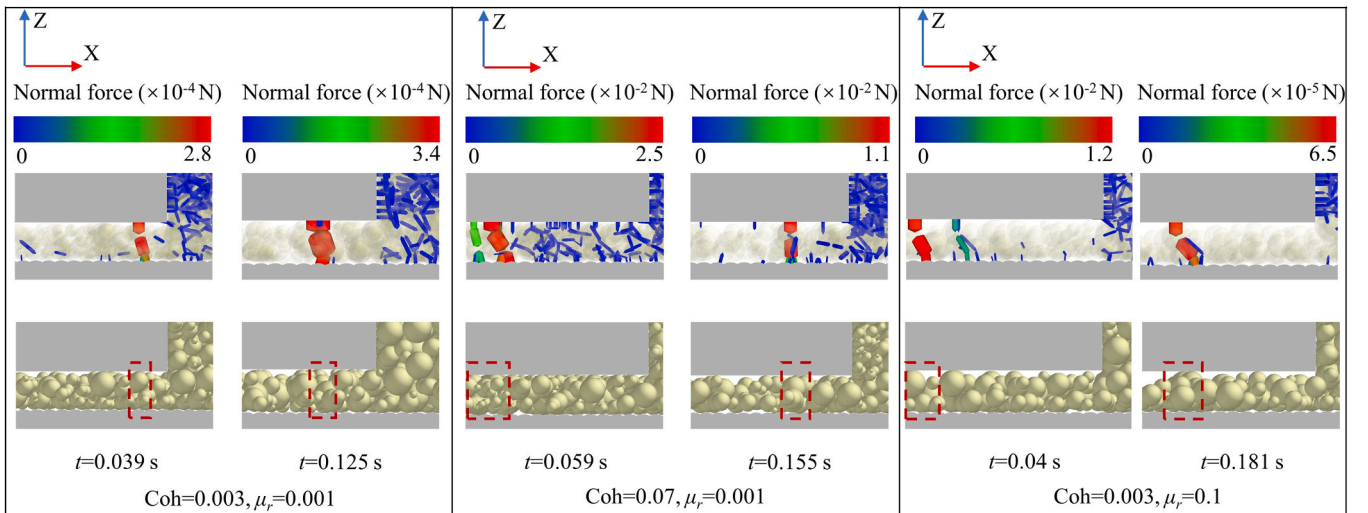 Z
X
Z
X
Z
X
Normal force (×10⁻⁴ N) Normal force (×10⁻⁴ N) Normal force (×10⁻² N) Normal force (×10⁻² N) Normal force (×10⁻² N) Normal force (×10⁻⁵ N)
0 2.8 0 3.4 0 2.5 0 1.1 0 1.2 0 6.5
t=0.039 s t=0.125 s t=0.059 s t=0.155 s t=0.04 s t=0.181 s
Coh=0.003, μᵣ=0.001 Coh=0.07, μᵣ=0.001 Coh=0.003, μᵣ=0.1